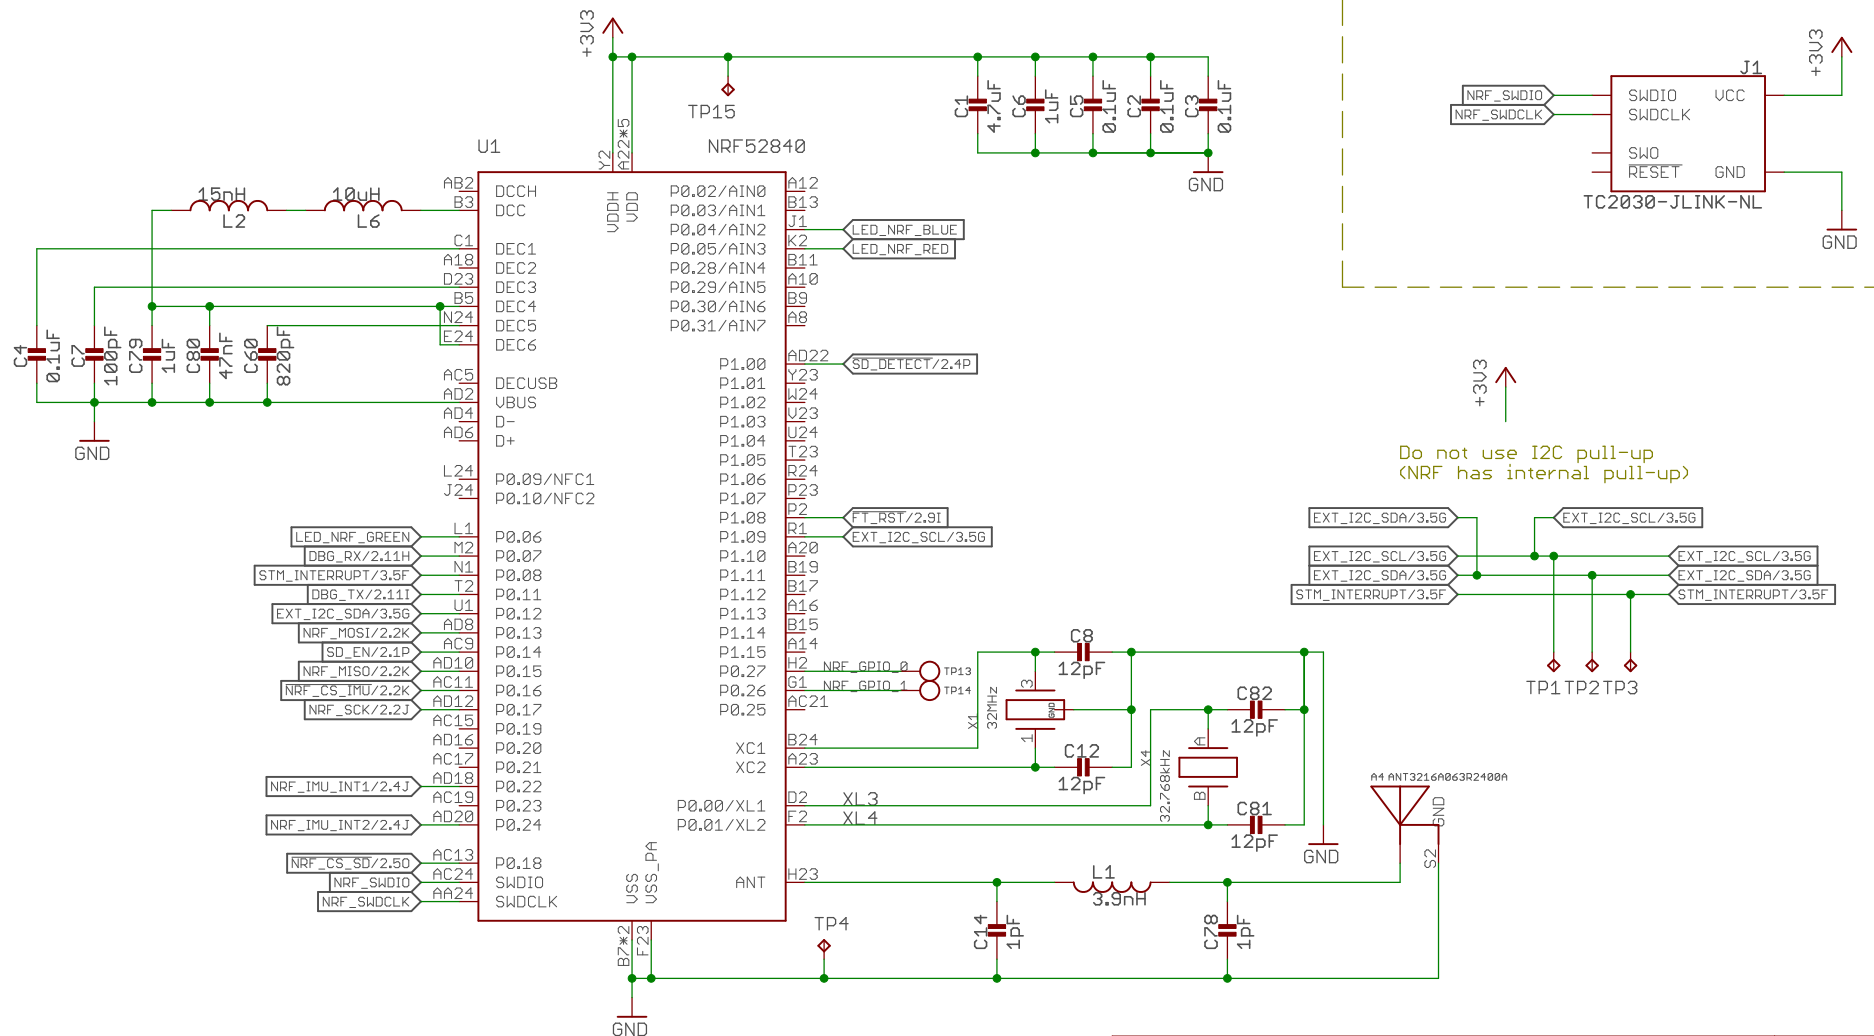 +3V3
TP15
C1
4.7uF
C6
1uF
C5
0.1uF
C2
0.1uF
C3
0.1uF
GND
U1
NRF52840
Y2
A22*5
VDDH
VDD
15nH
L2
10uH
L6
AB2 DCCH
B3 DCC
C1 DEC1
A18 DEC2
D23 DEC3
B5 DEC4
N24 DEC5
E24 DEC6
AC5 DECUSB
AD2 VBUS
AD4 D-
AD6 D+
L24 P0.09/NFC1
J24 P0.10/NFC2
C4
0.1uF
C7
100pF
C79
1uF
C80
47nF
C60
820pF
GND
LED_NRF_GREEN L1 P0.06
DBG_RX/2.11H M2 P0.07
STM_INTERRUPT/3.5F N1 P0.08
DBG_TX/2.11I T2 P0.11
EXT_I2C_SDA/3.5G U1 P0.12
NRF_MOSI/2.2K AD8 P0.13
SD_EN/2.1P AC9 P0.14
NRF_MISO/2.2K AD10 P0.15
NRF_CS_IMU/2.2K AC11 P0.16
NRF_SCK/2.2J AD12 P0.17
AC15 P0.19
AD16 P0.20
AC17 P0.21
NRF_IMU_INT1/2.4J AD18 P0.22
AC19 P0.23
NRF_IMU_INT2/2.4J AD20 P0.24
NRF_CS_SD/2.5O AC13 P0.18
NRF_SWDIO AC24 SWDIO
NRF_SWDCLK AA24 SWDCLK
P0.02/AIN0 A12
P0.03/AIN1 B13
P0.04/AIN2 J1 LED_NRF_BLUE
P0.05/AIN3 K2 LED_NRF_RED
P0.28/AIN4 B11
P0.29/AIN5 A10
P0.30/AIN6 B9
P0.31/AIN7 A8
P1.00 AD22 SD_DETECT/2.4P
P1.01 Y23
P1.02 W24
P1.03 V23
P1.04 U24
P1.05 T23
P1.06 R24
P1.07 P23
P1.08 P2 FT_RST/2.9I
P1.09 R1 EXT_I2C_SCL/3.5G
P1.10 A20
P1.11 B19
P1.12 B17
P1.13 A16
P1.14 B15
P1.15 A14
P0.27 H2 NRF_GPIO_0 TP13
P0.26 G1 NRF_GPIO_1 TP14
P0.25 AC21
XC1 B24
XC2 A23
P0.00/XL1 D2 XL3
P0.01/XL2 F2 XL4
ANT H23
VSS
VSS_PA
B7*2
F23
GND
TP4
C8
12pF
X1
32MHz
3
GND
1
C12
12pF
C82
12pF
X4
32.768kHz
A
B
C81
12pF
GND
L1
3.9nH
C14
1pF
C78
1pF
A4 ANT3216A063R2400A
GND
S2
J1
+3V3
NRF_SWDIO SWDIO VCC
NRF_SWDCLK SWDCLK
SWO
RESET GND
TC2030-JLINK-NL
GND
+3V3
Do not use I2C pull-up
(NRF has internal pull-up)
EXT_I2C_SDA/3.5G EXT_I2C_SCL/3.5G
EXT_I2C_SCL/3.5G EXT_I2C_SCL/3.5G
EXT_I2C_SDA/3.5G EXT_I2C_SDA/3.5G
STM_INTERRUPT/3.5F STM_INTERRUPT/3.5F
TP1 TP2 TP3